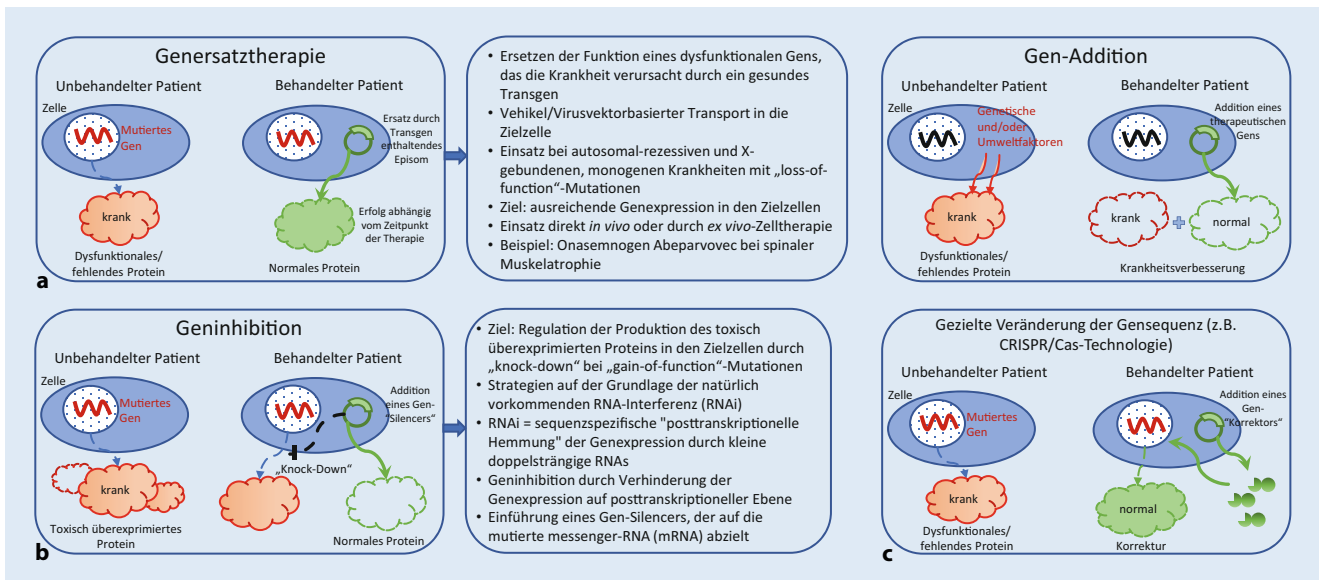 Genersatztherapie
Unbehandelter Patient
Behandelter Patient
Zelle
Mutiertes
Gen
Ersatz durch
Transgen
enthaltendes
Episom
krank
Erfolg abhängig
vom Zeitpunkt
der Therapie
Dysfunktionales/
fehlendes Protein
Normales Protein
a
• Ersetzen der Funktion eines dysfunktionalen Gens,
das die Krankheit verursacht durch ein gesundes
Transgen
• Vehikel/Virusvektorbasierter Transport in die
Zielzelle
• Einsatz bei autosomal-rezessiven und X-
gebundenen, monogenen Krankheiten mit „loss-of-
function“-Mutationen
• Ziel: ausreichende Genexpression in den Zielzellen
• Einsatz direkt in vivo oder durch ex vivo-Zelltherapie
• Beispiel: Onasemnogen Abeparvovec bei spinaler
Muskelatrophie
Gen-Addition
Unbehandelter Patient
Behandelter Patient
Zelle
Genetische
und/oder
Umweltfaktoren
Addition eines
therapeutischen
Gens
krank
krank
normal
Dysfunktionales/
fehlendes Protein
Krankheitsverbesserung
Geninhibition
Unbehandelter Patient
Behandelter Patient
Zelle
Mutiertes
Gen
Addition
eines Gen-
“Silencers“
„Knock-Down“
krank
Toxisch überexprimiertes
Protein
Normales Protein
b
• Ziel: Regulation der Produktion des toxisch
überexprimierten Proteins in den Zielzellen durch
„knock-down“ bei „gain-of-function“-Mutationen
• Strategien auf der Grundlage der natürlich
vorkommenden RNA-Interferenz (RNAi)
• RNAi = sequenzspezifische "posttranskriptionelle
Hemmung" der Genexpression durch kleine
doppelsträngige RNAs
• Geninhibition durch Verhinderung der
Genexpression auf posttranskriptioneller Ebene
• Einführung eines Gen-Silencers, der auf die
mutierte messenger-RNA (mRNA) abzielt
Gezielte Veränderung der Gensequenz (z.B.
CRISPR/Cas-Technologie)
Unbehandelter Patient
Behandelter Patient
Zelle
Mutiertes
Gen
Addition eines
Gen-
“Korrektors“
krank
normal
Dysfunktionales/
fehlendes Protein
Korrektur
c